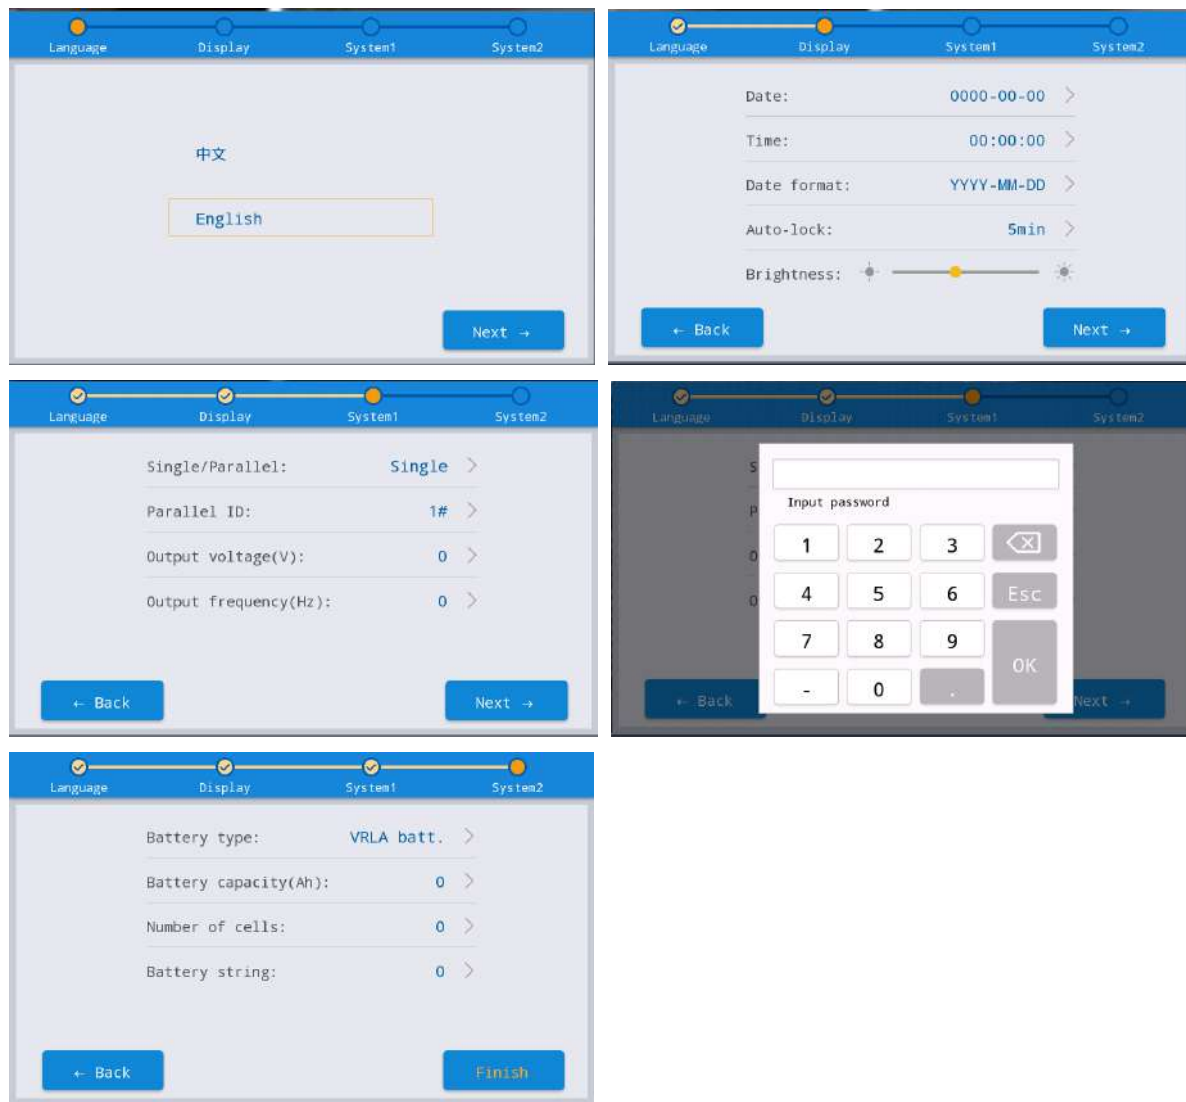 Language Display System1 System2
中文
English
Next →
Language Display System1 System2
Date: 0000-00-00
Time: 00:00:00
Date format: YYYY-MM-DD
Auto-lock: 5min
Brightness:
← Back Next →
Language Display System1 System2
Single/Parallel: Single
Parallel ID: 1#
Output voltage(V): 0
Output frequency(Hz): 0
← Back Next →
Language Display System1 System2
S
P
O
O
Input password
1 2 3
4 5 6 Esc
7 8 9
OK
- 0 .
← Back Next →
Language Display System1 System2
Battery type: VRLA batt.
Battery capacity(Ah): 0
Number of cells: 0
Battery string: 0
← Back Finish